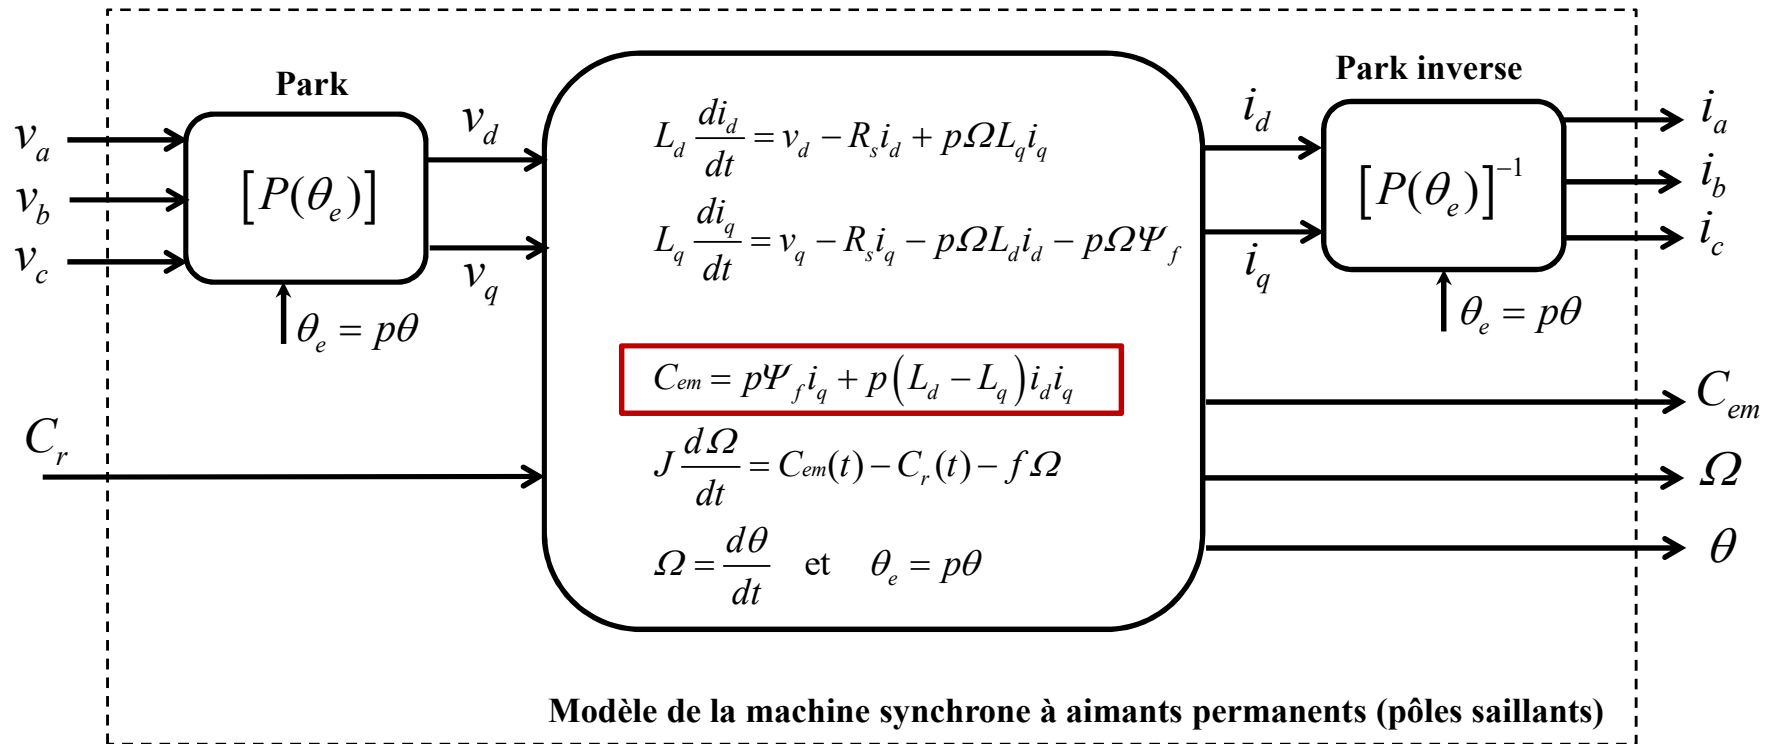 Park
Park inverse
v_a
v_b
v_c
[P(θ_e)]
θ_e = pθ
v_d
v_q
C_r
L_d di_d/dt = v_d − R_s i_d + pΩL_q i_q
L_q di_q/dt = v_q − R_s i_q − pΩL_d i_d − pΩΨ_f
C_em = pΨ_f i_q + p(L_d − L_q) i_d i_q
J dΩ/dt = C_em(t) − C_r(t) − fΩ
Ω = dθ/dt et θ_e = pθ
i_d
i_q
[P(θ_e)]^−1
θ_e = pθ
i_a
i_b
i_c
C_em
Ω
θ
Modèle de la machine synchrone à aimants permanents (pôles saillants)